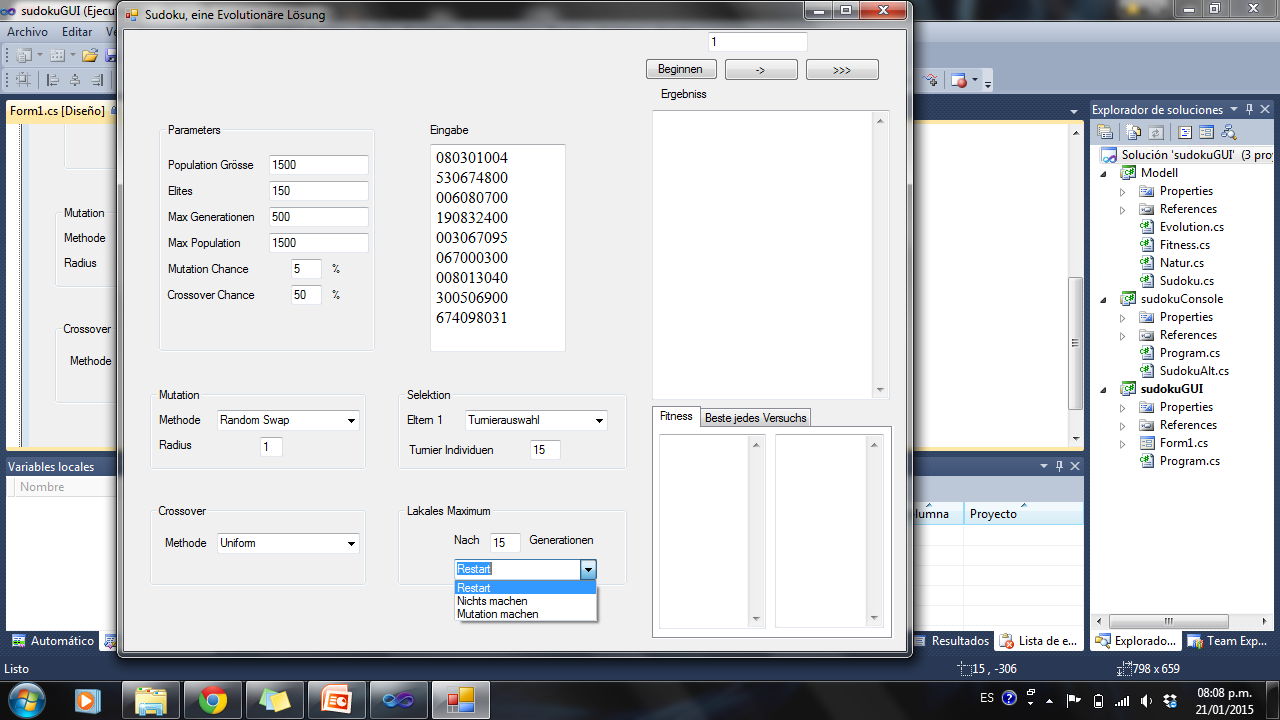 sudokuGUI (Ejecut
Archivo Editar Ve
Form1.cs [Diseño]
Mutation
Methode
Radius
Crossover
Methode
Variables locales
Nombre
Automático
Listo
Sudoku, eine Evolutionäre Lösung
1
Beginnen -> >>>
Ergebniss
Parameters
Population Grösse 1500
Elites 150
Max Generationen 500
Max Population 1500
Mutation Chance 5 %
Crossover Chance 50 %
Eingabe
080301004
530674800
006080700
190832400
003067095
067000300
008013040
300506900
674098031
Mutation
Methode Random Swap
Radius 1
Selektion
Eltern 1 Turnierauswahl
Turnier Individuen 15
Crossover
Methode Uniform
Lakales Maximum
Nach 15 Generationen
Restart
Restart
Nichts machen
Mutation machen
Fitness Beste jedes Versuchs
Explorador de soluciones
Solución 'sudokuGUI' (3 pro
Modell
Properties
References
Evolution.cs
Fitness.cs
Natur.cs
Sudoku.cs
sudokuConsole
Properties
References
Program.cs
SudokuAlt.cs
sudokuGUI
Properties
References
Form1.cs
Program.cs
lumna Proyecto
Resultados Lista de e...
Explorado... Team Exp...
15 , -306 798 x 659
ES
08:08 p.m.
21/01/2015